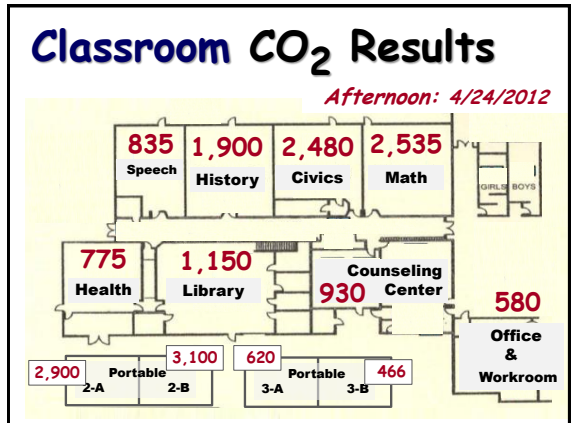 Classroom CO₂ Results
Afternoon: 4/24/2012
835 1,900 2,480 2,535
Speech History Civics Math
GIRLS BOYS
775 1,150 930 Counseling
Health Library Center
580
Office
&
Workroom
2,900 3,100 620 466
Portable Portable
2-A 2-B 3-A 3-B